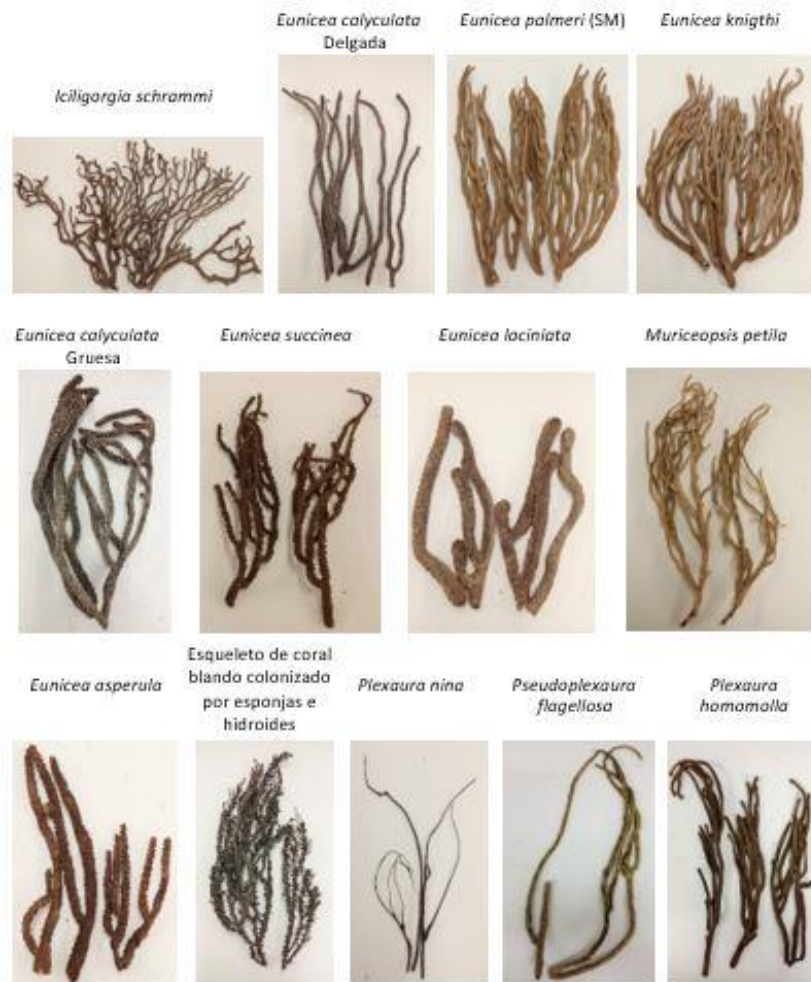 Eunicea calyculata
Delgada
Eunicea palmeri (SM)
Eunicea knigthi
Iciligorgia schrammi
Eunicea calyculata
Gruesa
Eunicea succinea
Eunicea laciniata
Muriceopsis petila
Eunicea asperula
Esqueleto de coral
blando colonizado
por esponjas e
hidroides
Plexaura nina
Pseudoplexaura
flagellosa
Plexaura
homomalla